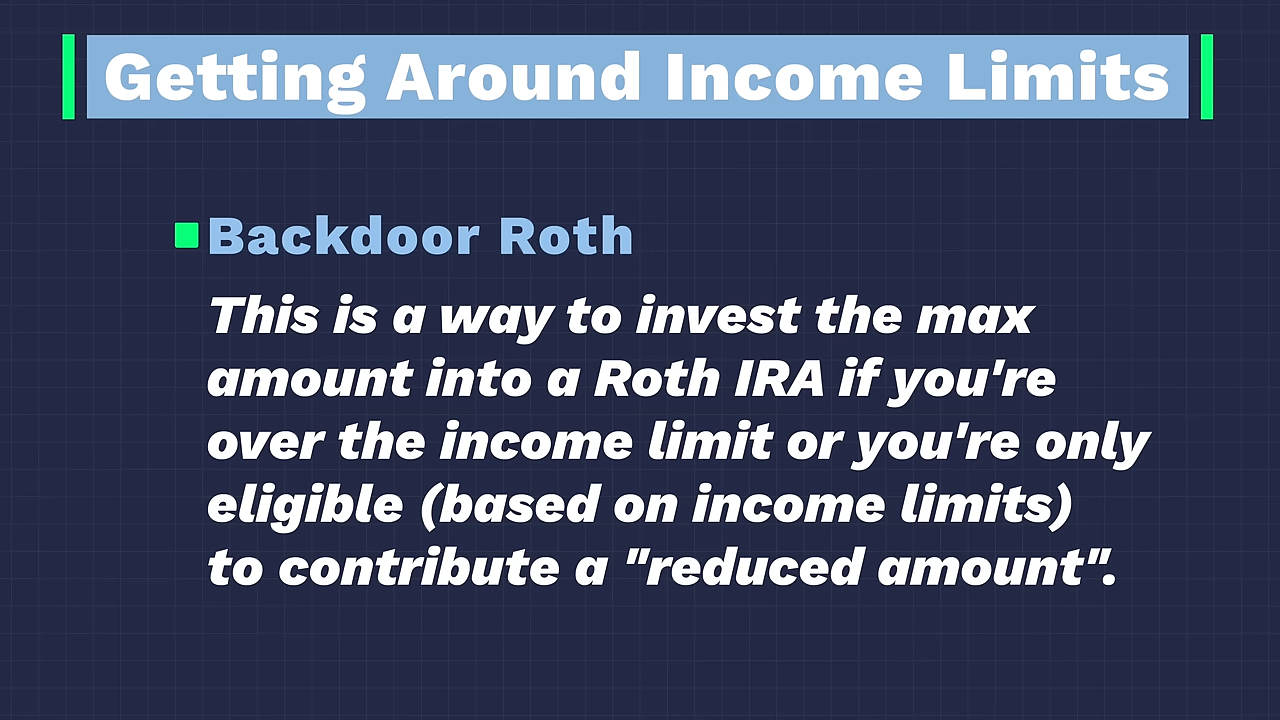 Getting Around Income Limits
Backdoor Roth
This is a way to invest the max
amount into a Roth IRA if you're
over the income limit or you're only
eligible (based on income limits)
to contribute a "reduced amount".